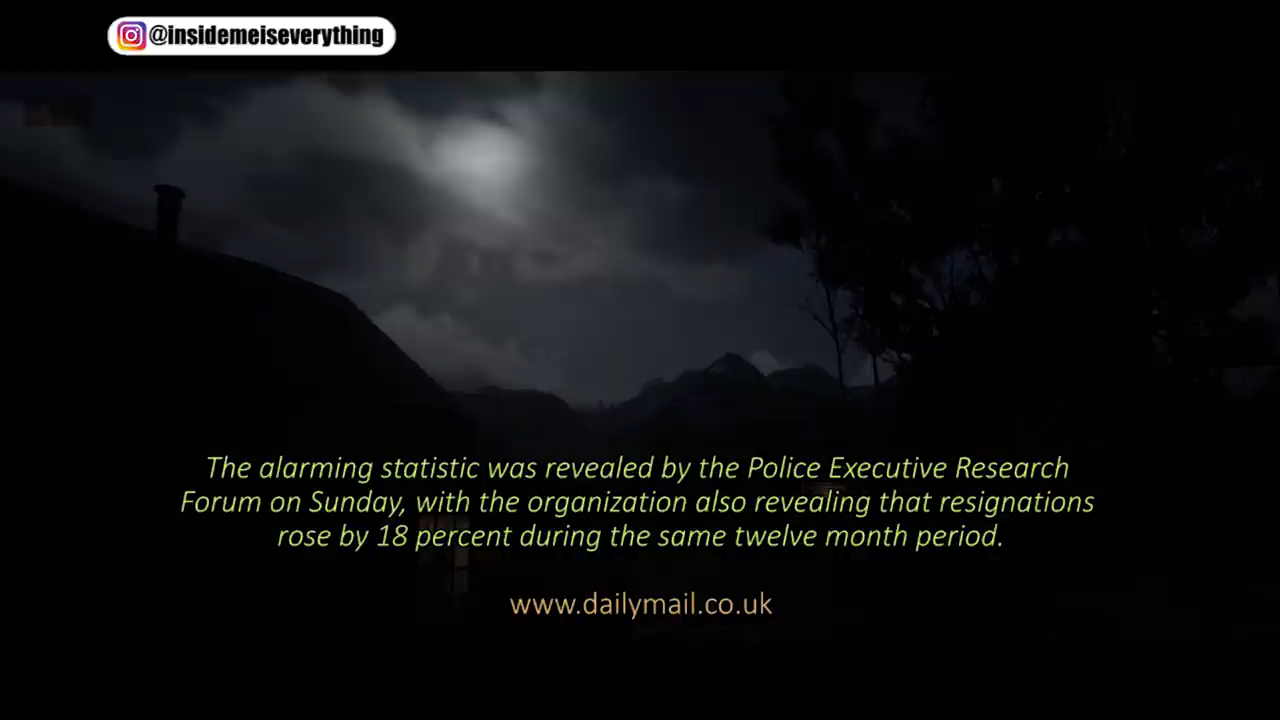 @insidemeiseverything
The alarming statistic was revealed by the Police Executive Research
Forum on Sunday, with the organization also revealing that resignations
rose by 18 percent during the same twelve month period.
www.dailymail.co.uk